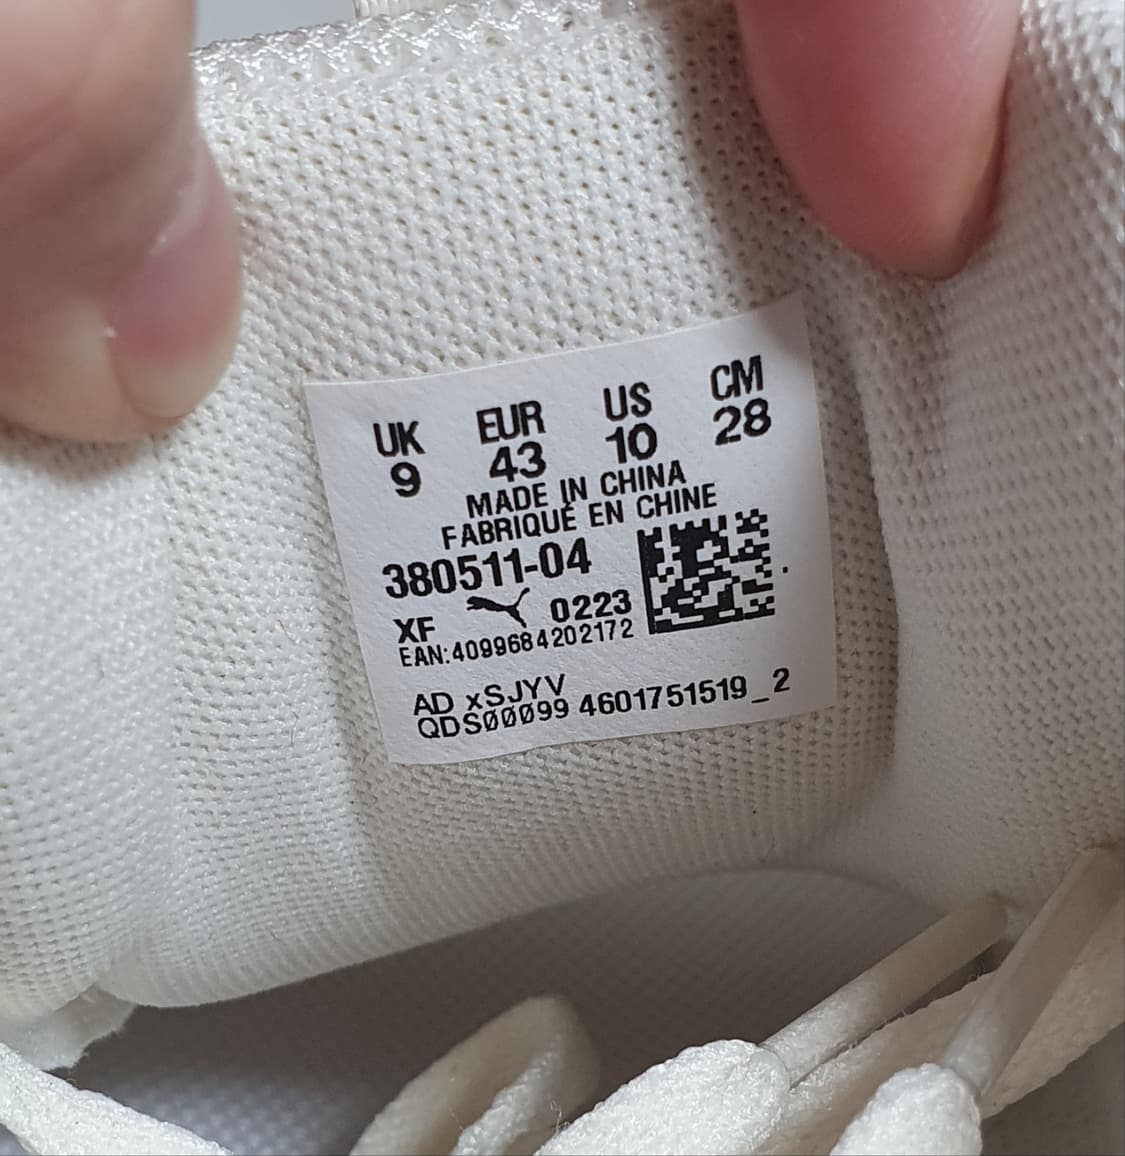 UK EUR US CM
9 43 10 28
MADE IN CHINA
FABRIQUÉ EN CHINE
380511-04
XF 0223
EAN:4099684202172
AD xSJYV
QDS00099 4601751519_2